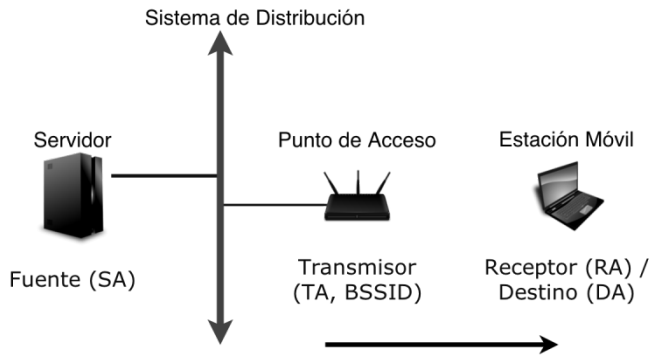 Sistema de Distribución
Servidor
Punto de Acceso
Estación Móvil
Fuente (SA)
Transmisor
(TA, BSSID)
Receptor (RA) /
Destino (DA)